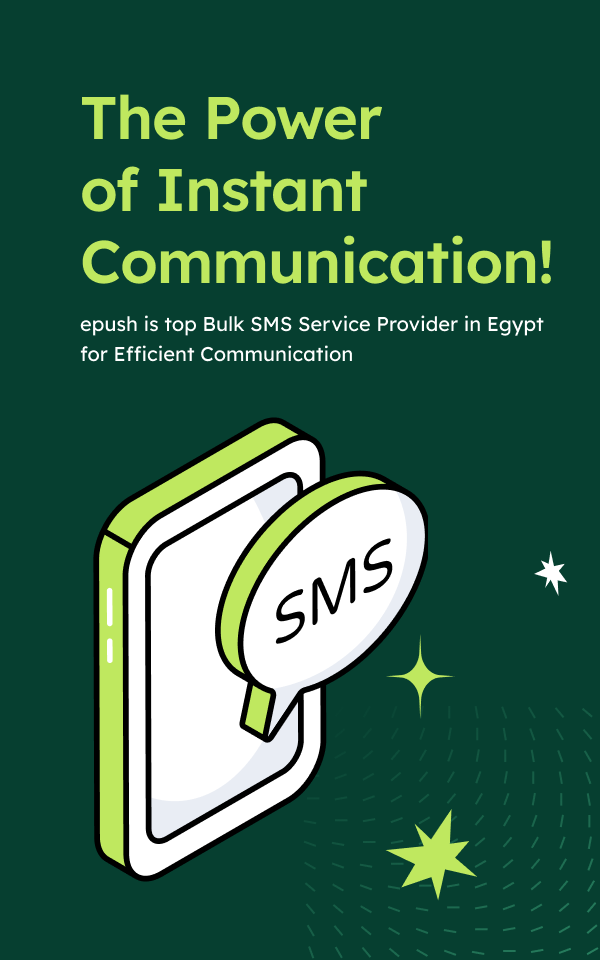 The Power
of Instant
Communication!
epush is top Bulk SMS Service Provider in Egypt
for Efficient Communication
SMS